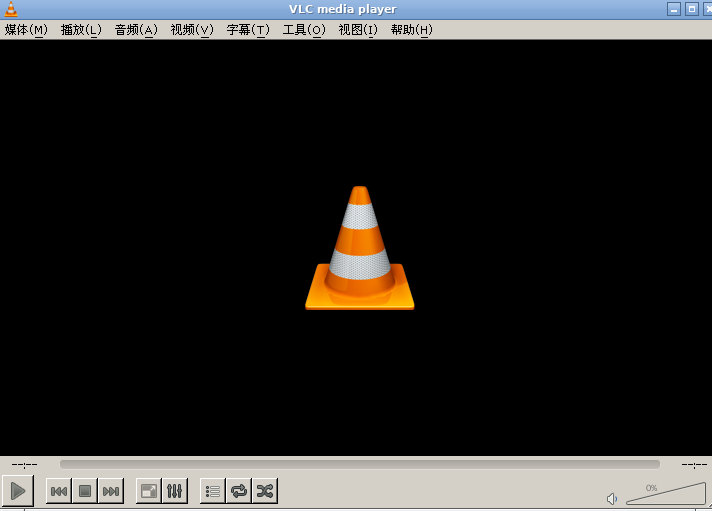 VLC media player
媒体(M) 播放(L) 音频(A) 视频(V) 字幕(T) 工具(O) 视图(I) 帮助(H)
--:-- --:--
0%